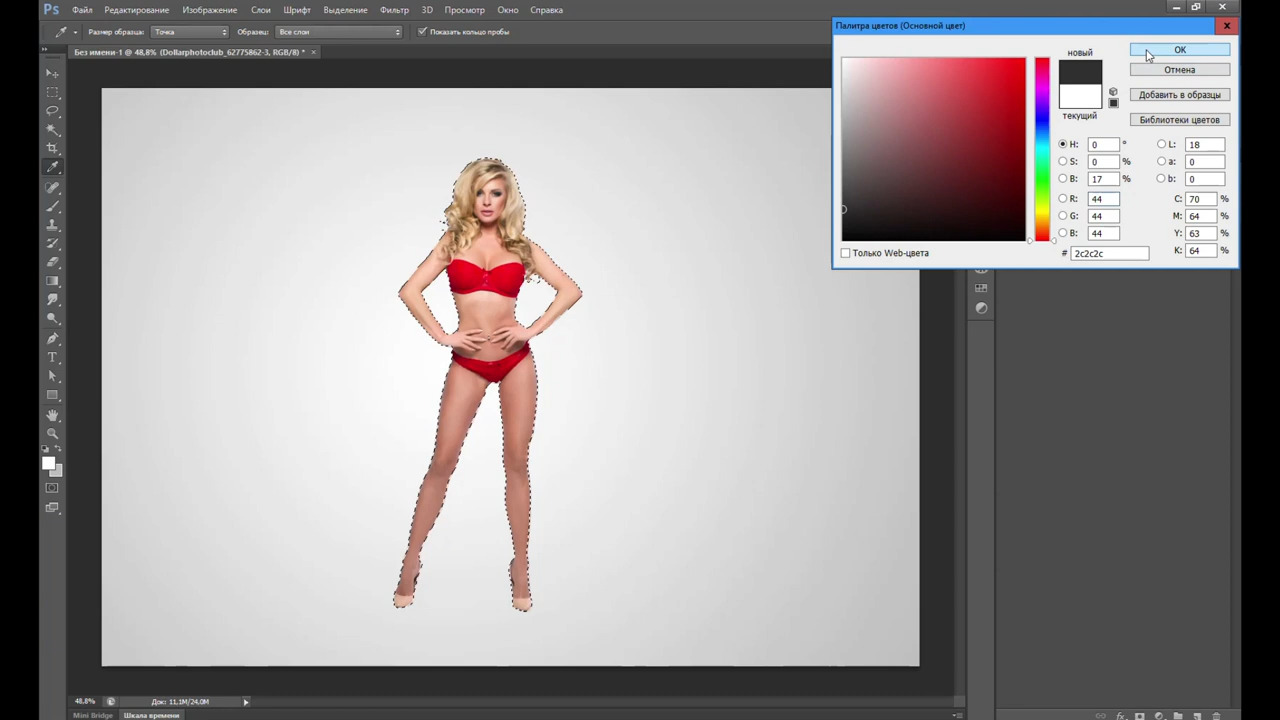 Ps Файл Редактирование Изображение Слои Шрифт Выделение Фильтр 3D Просмотр Окно Справка
Размер образца: Точка Образец: Все слои Показать кольцо пробы
Без имени-1 @ 48,8% (Dollarphotoclub_62775862-3, RGB/8) *
Палитра цветов (Основной цвет)
новый
текущий
OK
Отмена
Добавить в образцы
Библиотеки цветов
H: 0 ° L: 18
S: 0 % a: 0
B: 17 % b: 0
R: 44 C: 70 %
G: 44 M: 64 %
B: 44 Y: 63 %
# 2c2c2c K: 64 %
Только Web-цвета
48,8% Док: 11,1M/24,0M
Mini Bridge Шкала времени